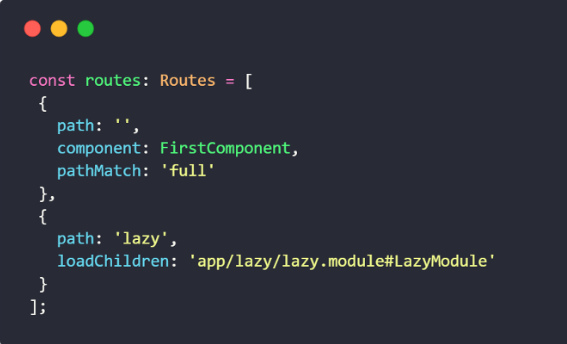 const routes: Routes = [
 {
   path: '',
   component: FirstComponent,
   pathMatch: 'full'
 },
 {
   path: 'lazy',
   loadChildren: 'app/lazy/lazy.module#LazyModule'
 }
];